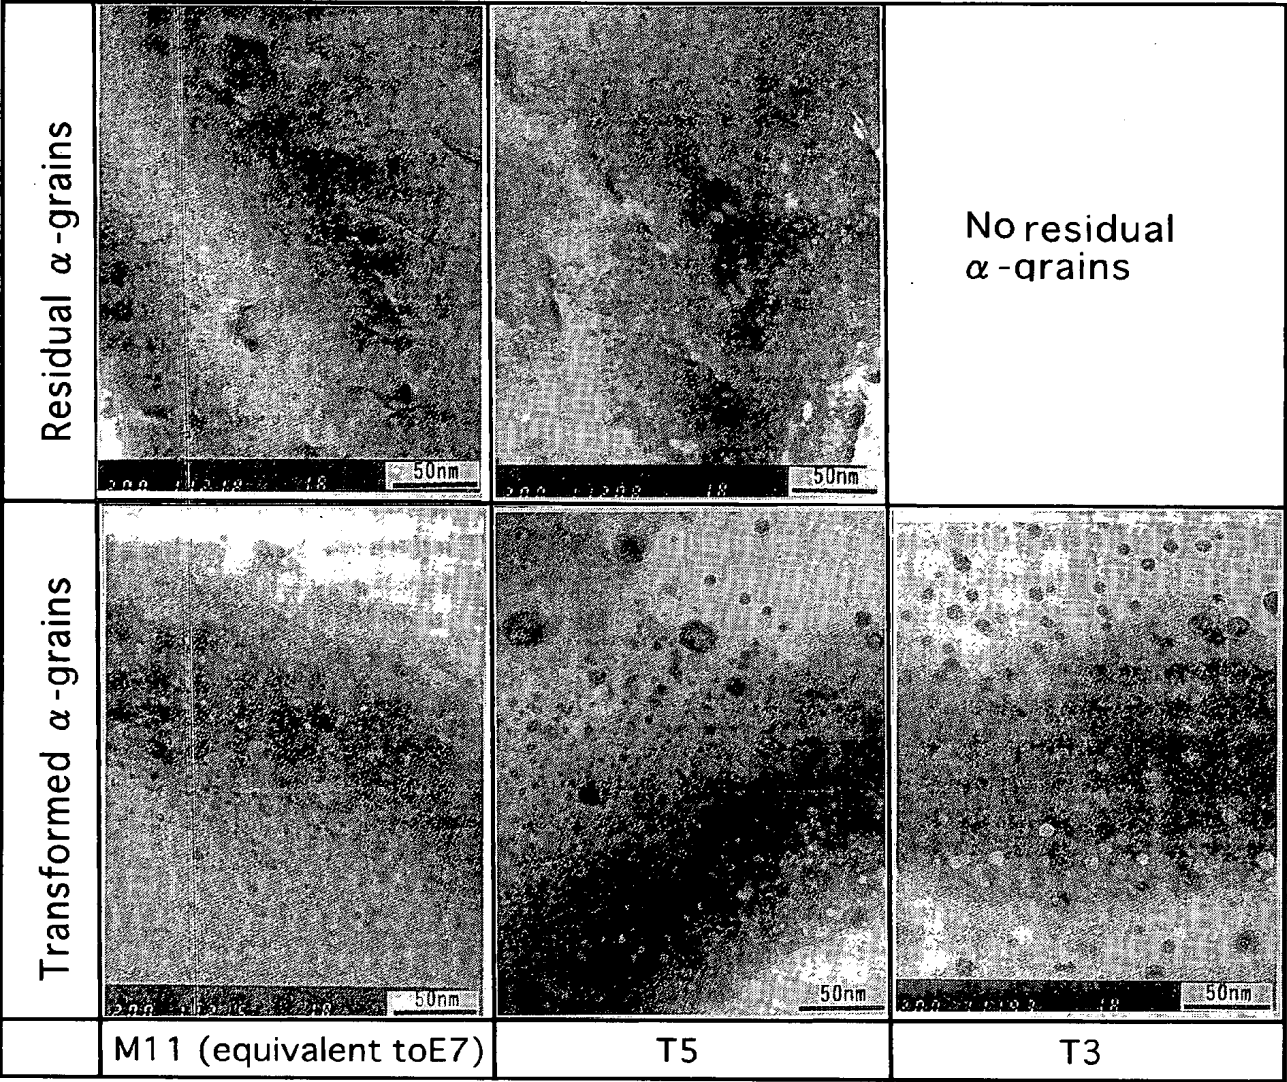 Residual α-grains
50nm
50nm
No residual
α-grains
Transformed α-grains
50nm
50nm
50nm
M11 (equivalent toE7)
T5
T3